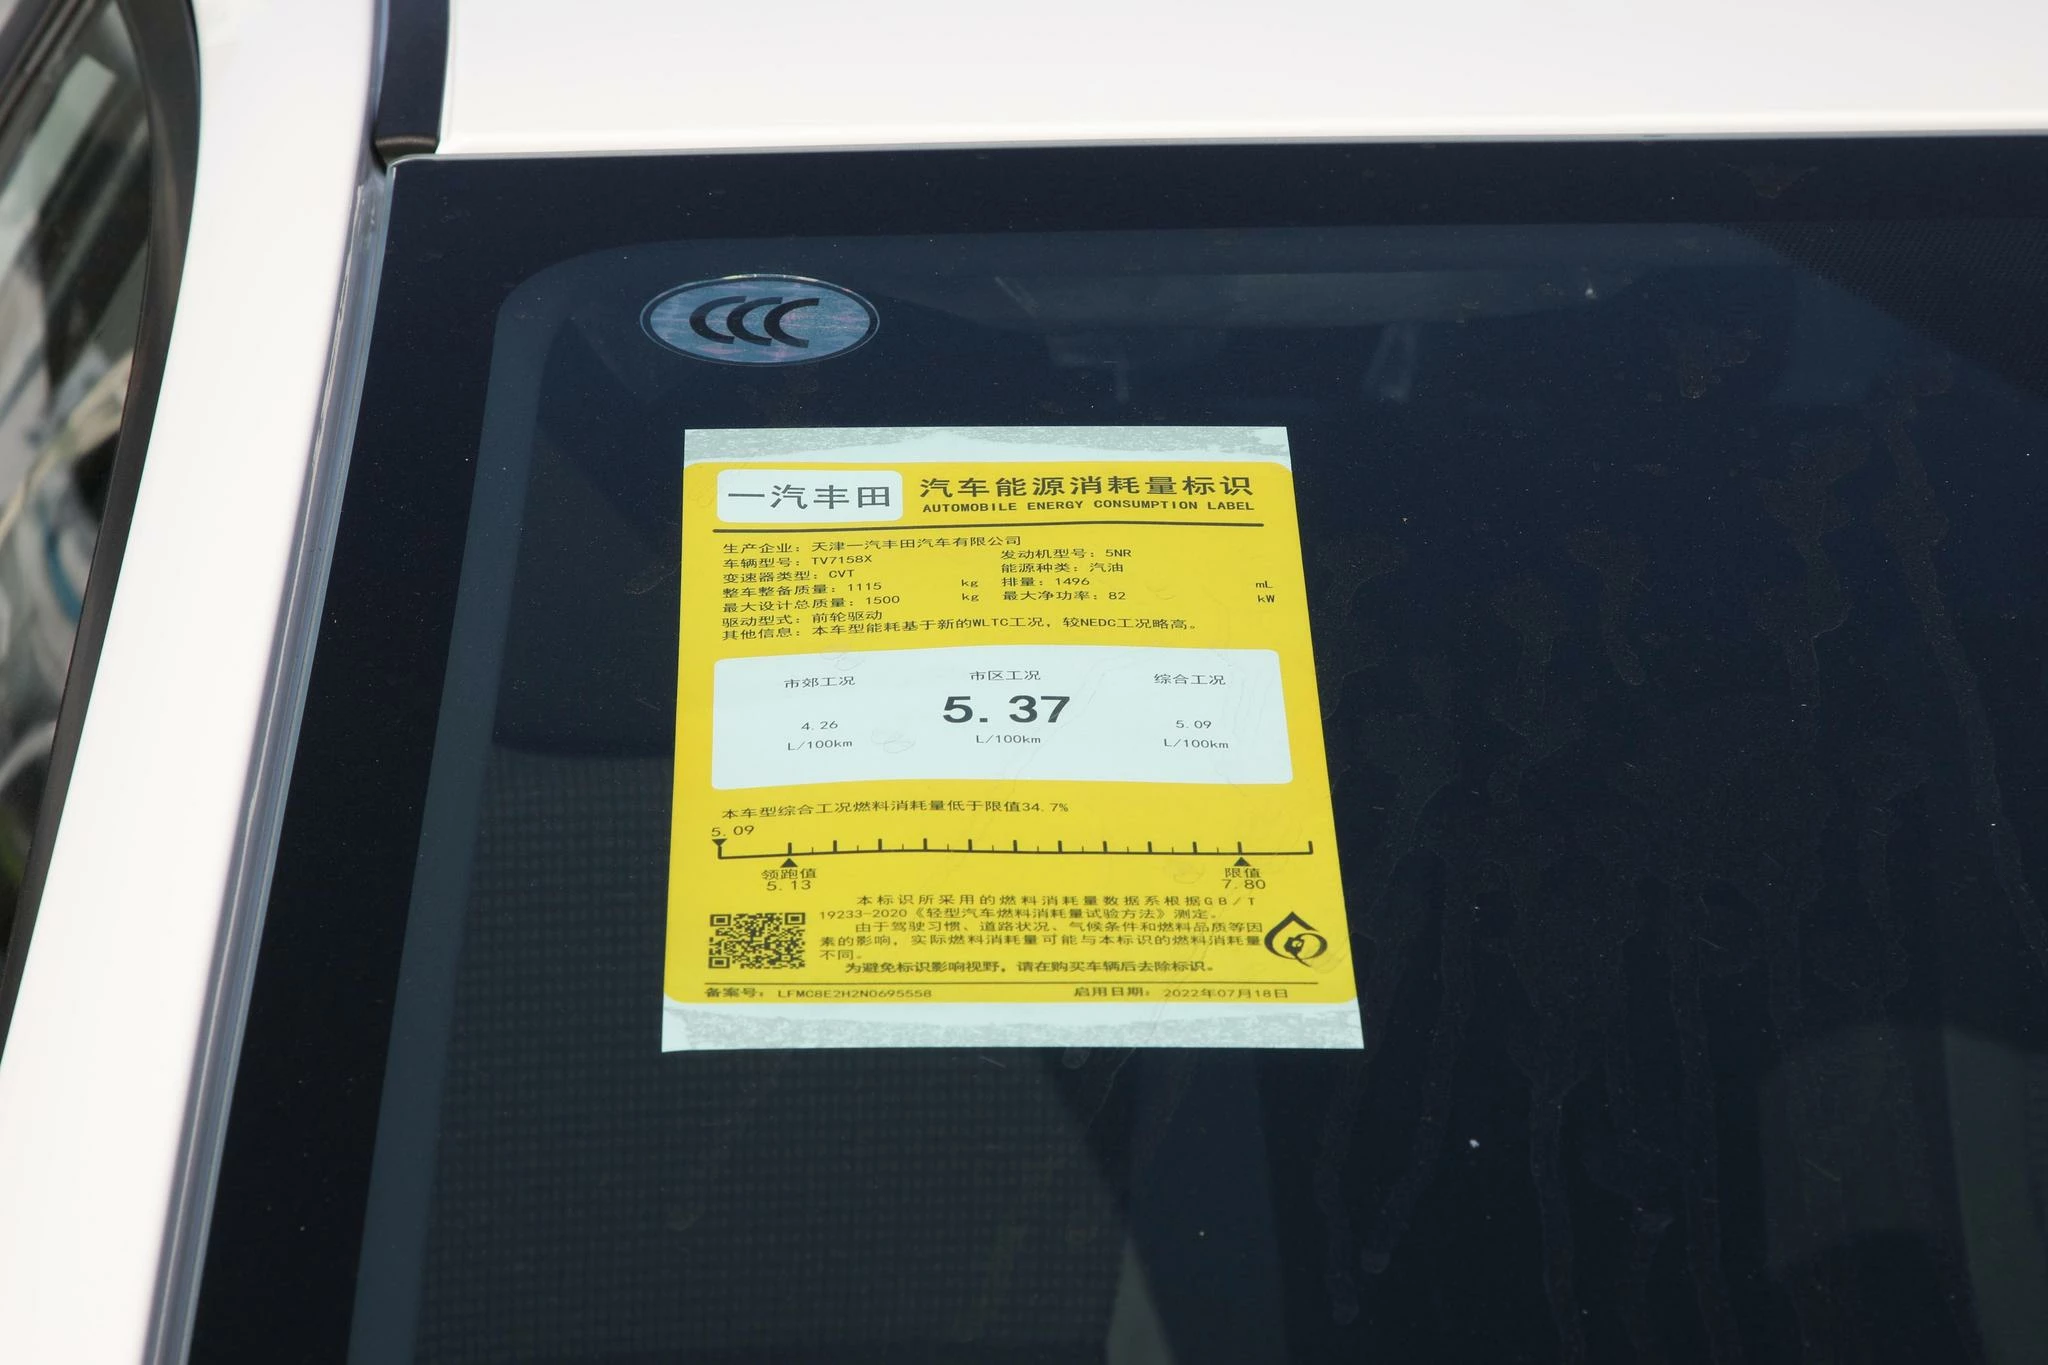 CCC
一汽丰田 汽车能源消耗量标识
AUTOMOBILE ENERGY CONSUMPTION LABEL
生产企业：天津一汽丰田汽车有限公司
车辆型号：TV7158X 发动机型号：5NR
变速器类型：CVT 能源种类：汽油
整车整备质量：1115 kg 排量：1496 mL
最大设计总质量：1500 kg 最大净功率：82 kW
驱动型式：前轮驱动
其他信息：本车型能耗基于新的WLTC工况，较NEDC工况略高。
市郊工况 市区工况 综合工况
4.26 5.37 5.09
L/100km L/100km L/100km
本车型综合工况燃料消耗量低于限值34.7%
5.09
领跑值 限值
5.13 7.80
本标识所采用的燃料消耗量数据系根据GB/T
19233-2020《轻型汽车燃料消耗量试验方法》测定。
由于驾驶习惯、道路状况、气候条件和燃料品质等因
素的影响，实际燃料消耗量可能与本标识的燃料消耗量
不同。
为避免标识影响视野，请在购买车辆后去除标识。
备案号：LFMC8E2H2N0695558 启用日期：2022年07月18日